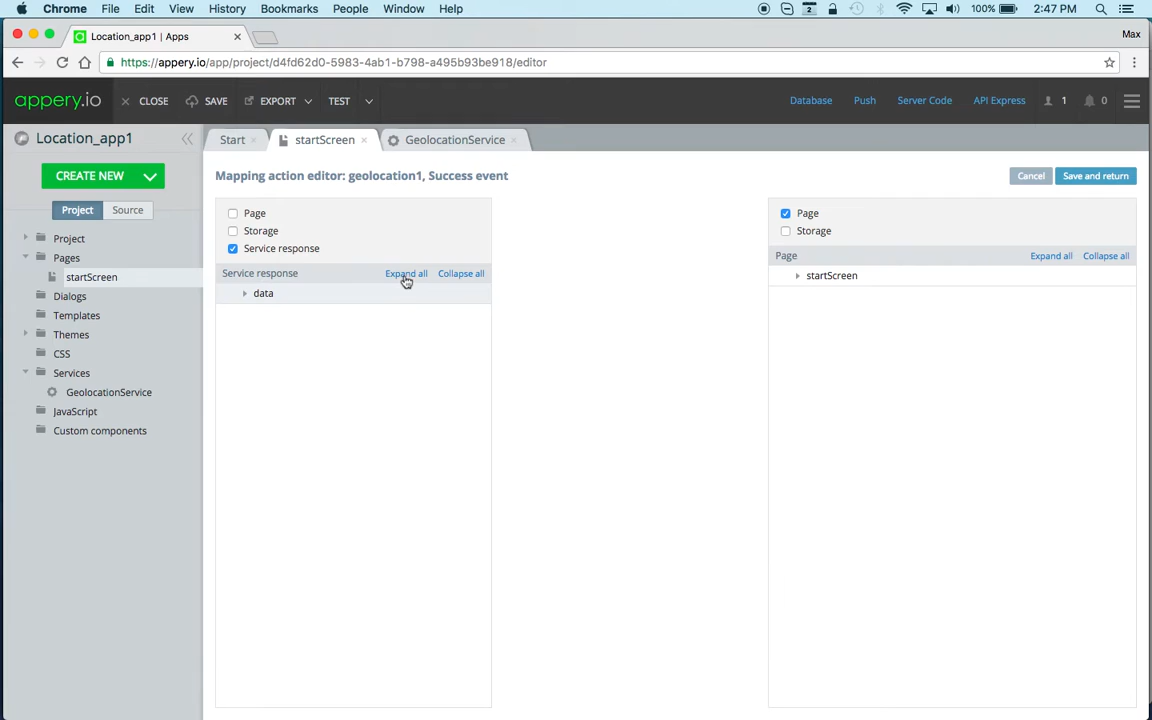 Chrome File Edit View History Bookmarks People Window Help 2 100% 2:47 PM
Location_app1 | Apps Max
https://appery.io/app/project/d4fd62d0-5983-4ab1-b798-a495b93be918/editor
appery.io CLOSE SAVE EXPORT TEST Database Push Server Code API Express 1 0
Location_app1 Start startScreen GeolocationService
CREATE NEW
Mapping action editor: geolocation1, Success event Cancel Save and return
Project Source
Page
Storage
Service response
Service response Expand all Collapse all
data
Page
Storage
Page Expand all Collapse all
startScreen
Project
Pages
startScreen
Dialogs
Templates
Themes
CSS
Services
GeolocationService
JavaScript
Custom components